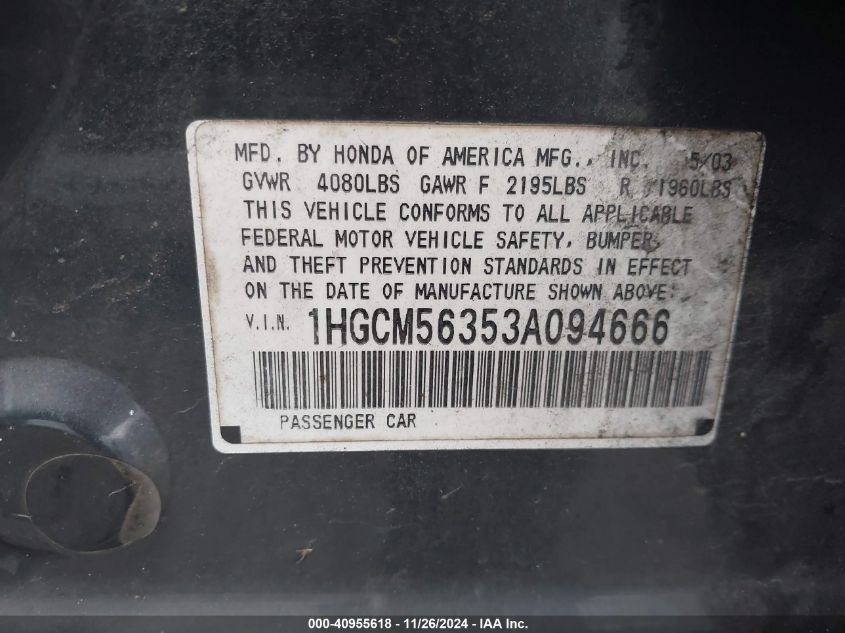 MFD. BY HONDA OF AMERICA MFG., INC. 5/03
GVWR 4080LBS GAWR F 2195LBS R 1960LBS
THIS VEHICLE CONFORMS TO ALL APPLICABLE
FEDERAL MOTOR VEHICLE SAFETY, BUMPER,
AND THEFT PREVENTION STANDARDS IN EFFECT
ON THE DATE OF MANUFACTURE SHOWN ABOVE.
V.I.N. 1HGCM56353A094666
PASSENGER CAR
000-40955618 - 11/26/2024 - IAA Inc.